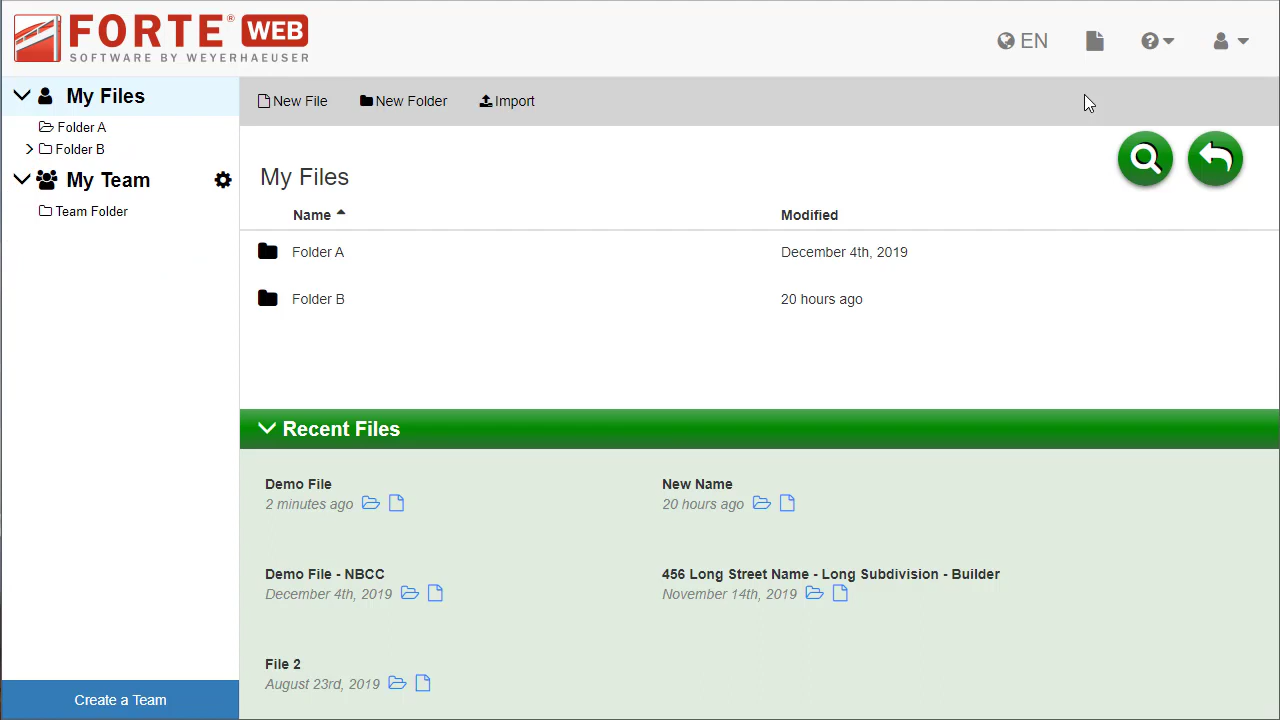 FORTE® WEB
SOFTWARE BY WEYERHAEUSER
EN
My Files
Folder A
Folder B
My Team
Team Folder
Create a Team
New File
New Folder
Import
My Files
Name
Modified
Folder A
December 4th, 2019
Folder B
20 hours ago
Recent Files
Demo File
2 minutes ago
New Name
20 hours ago
Demo File - NBCC
December 4th, 2019
456 Long Street Name - Long Subdivision - Builder
November 14th, 2019
File 2
August 23rd, 2019